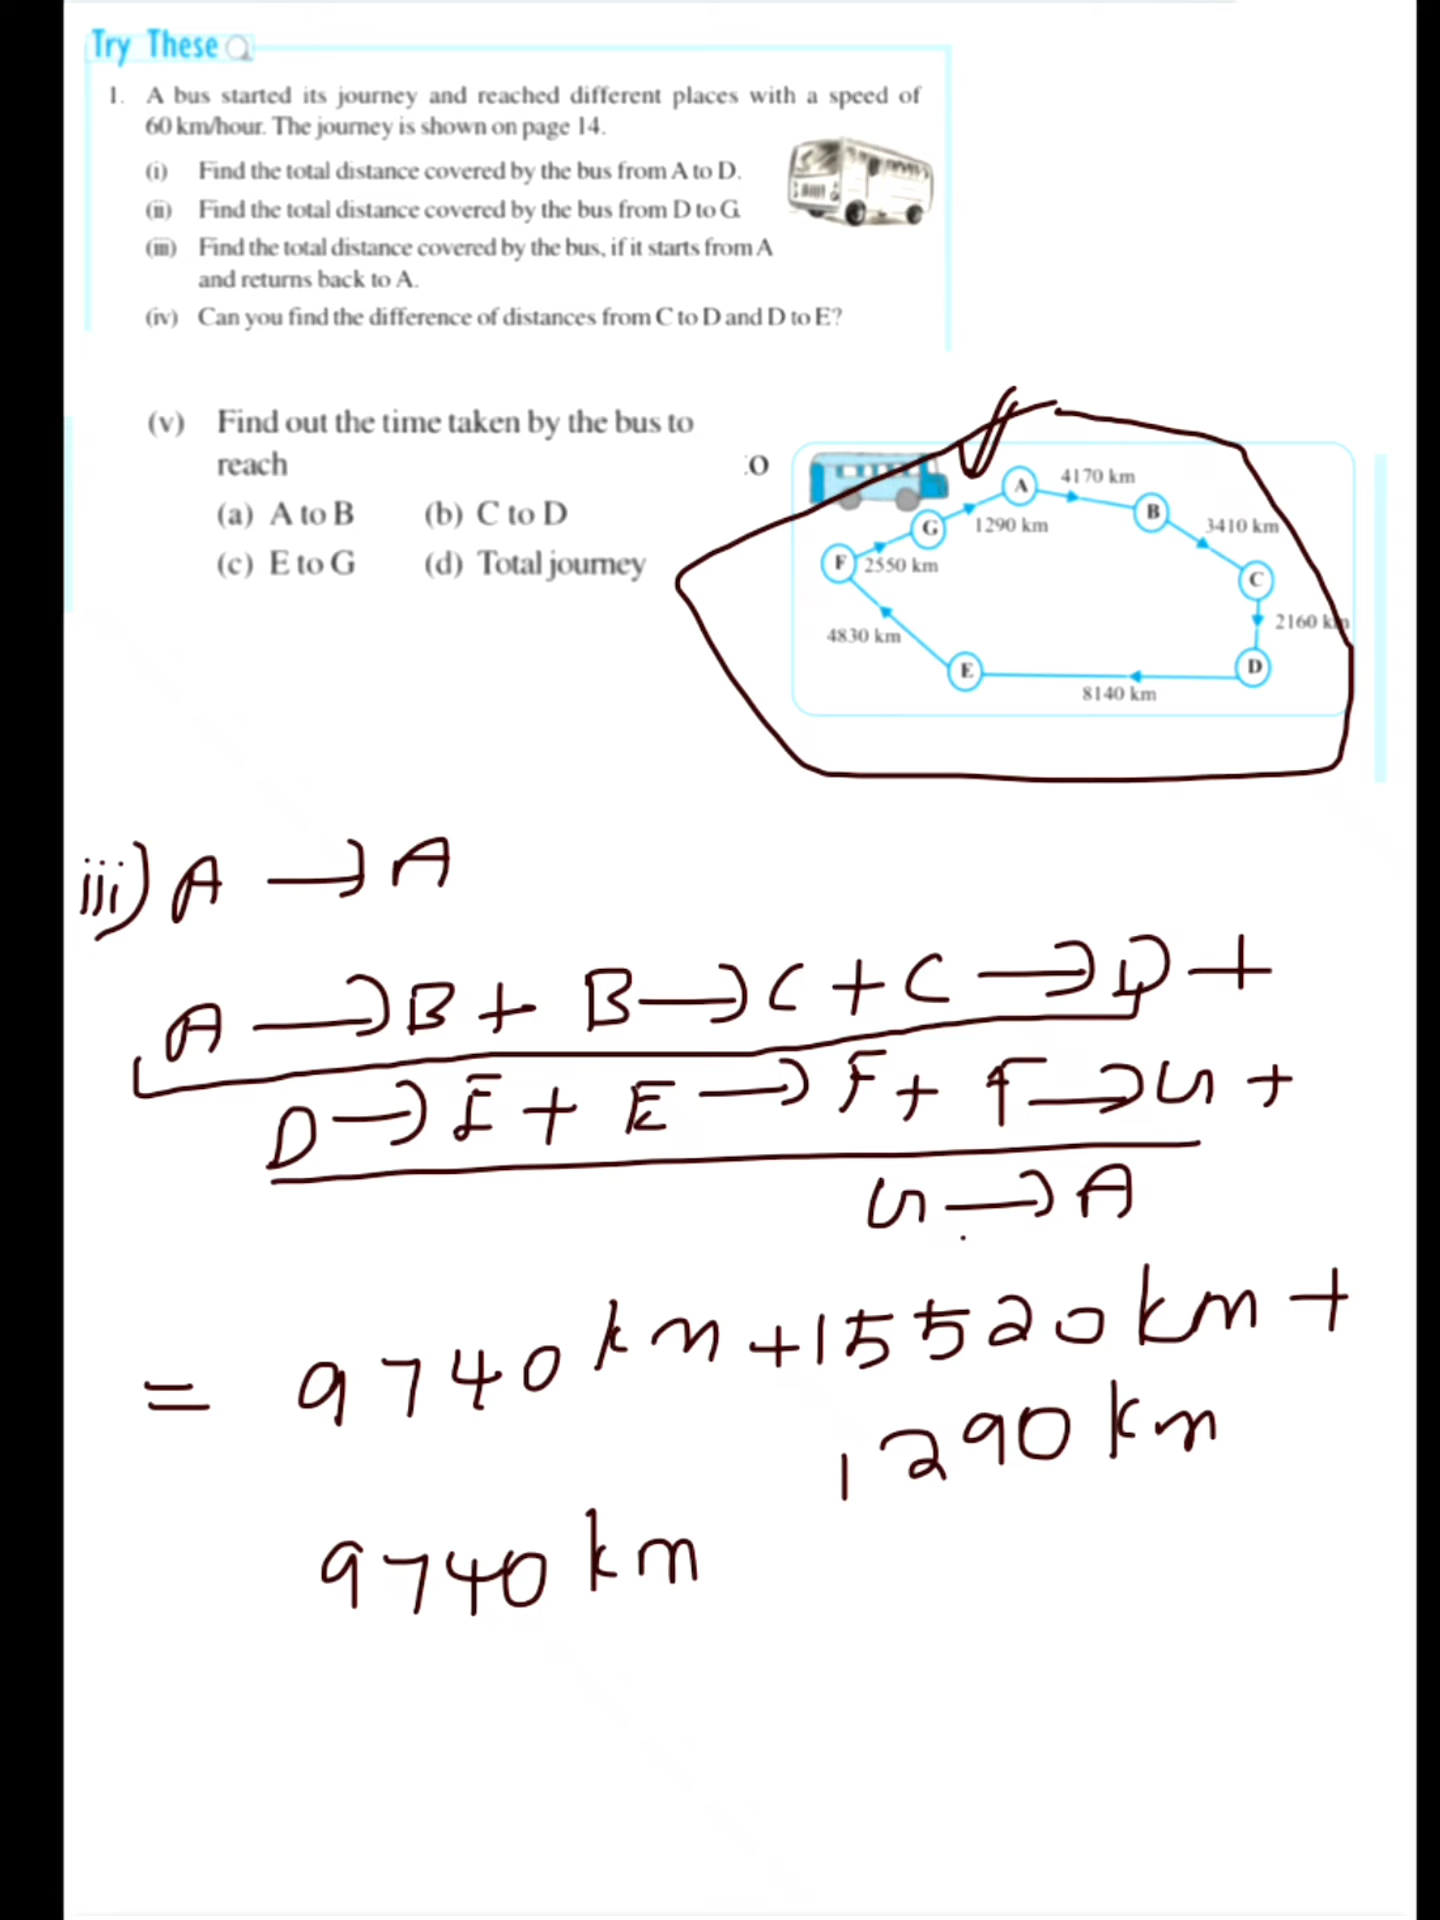 Try These
1. A bus started its journey and reached different places with a speed of
60 km/hour. The journey is shown on page 14.
(i) Find the total distance covered by the bus from A to D.
(ii) Find the total distance covered by the bus from D to G
(iii) Find the total distance covered by the bus, if it starts from A
and returns back to A.
(iv) Can you find the difference of distances from C to D and D to E?
(v) Find out the time taken by the bus to
reach
(a) A to B (b) C to D
(c) E to G (d) Total journey
:O
A 4170 km
B
G 1290 km 3410 km
F 2550 km
C
2160 km
4830 km
E D
8140 km
iii) A → A
A → B + B → C + C → D +
D → E + E → F + F → G +
G → A
= 9740 km + 15520 km +
1290 km
9740 km